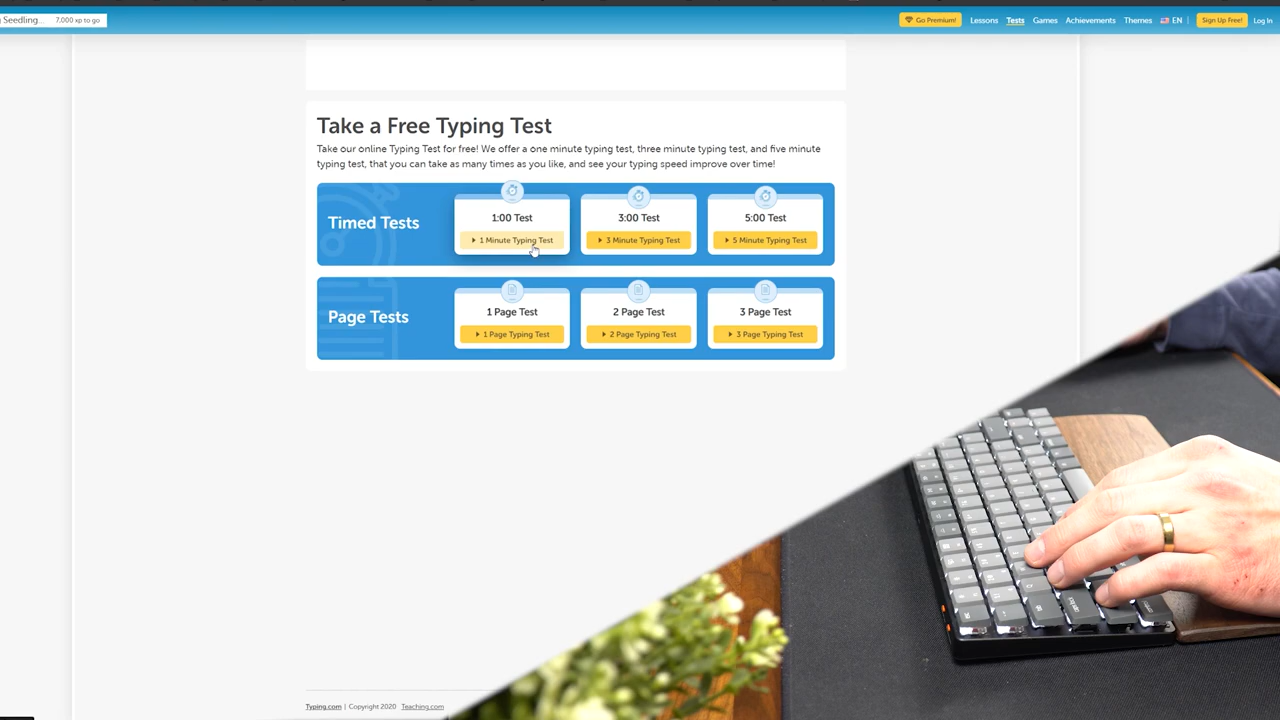 Seedling... 7,000 xp to go
Go Premium! Lessons Tests Games Achievements Themes EN | Sign Up Free! Log In
Take a Free Typing Test
Take our online Typing Test for free! We offer a one minute typing test, three minute typing test, and five minute
typing test, that you can take as many times as you like, and see your typing speed improve over time!
Timed Tests
1:00 Test
1 Minute Typing Test
3:00 Test
3 Minute Typing Test
5:00 Test
5 Minute Typing Test
Page Tests
1 Page Test
1 Page Typing Test
2 Page Test
2 Page Typing Test
3 Page Test
3 Page Typing Test
Typing.com | Copyright 2020 Teaching.com